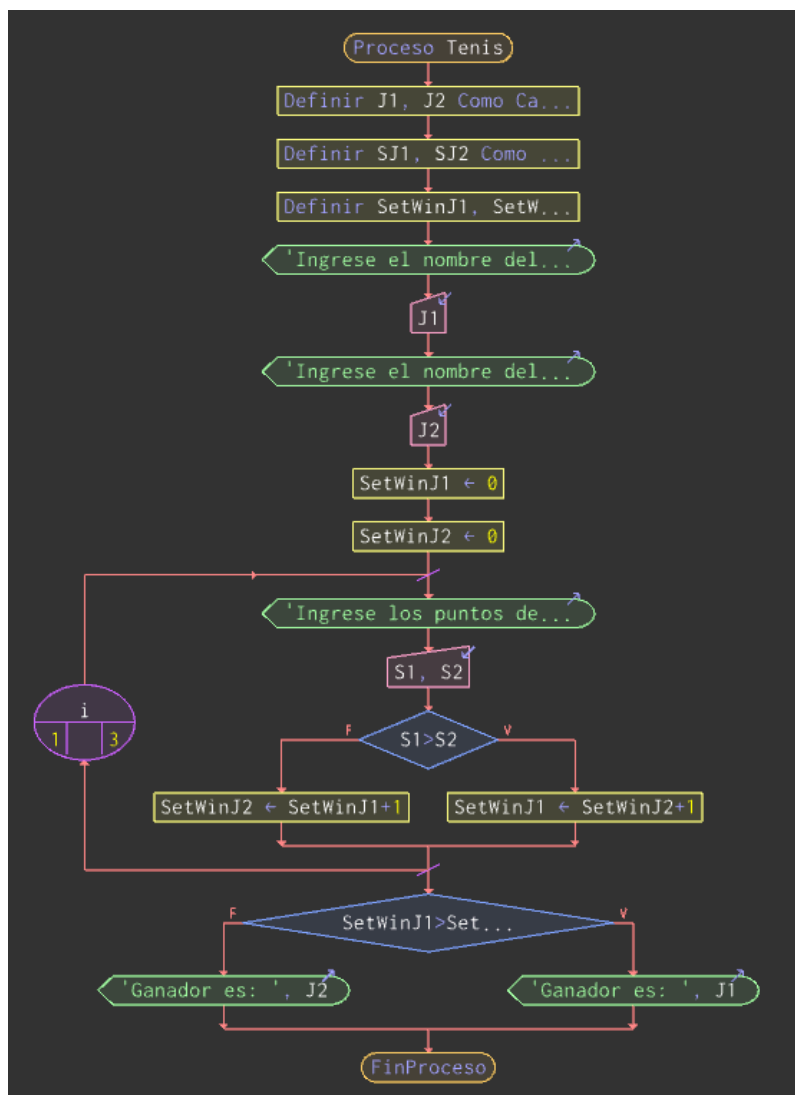 Proceso Tenis
Definir J1, J2 Como Ca...
Definir SJ1, SJ2 Como ...
Definir SetWinJ1, SetW...
'Ingrese el nombre del...
J1
'Ingrese el nombre del...
J2
SetWinJ1 ← 0
SetWinJ2 ← 0
'Ingrese los puntos de...
S1, S2
i
1 3
F S1>S2 V
SetWinJ2 ← SetWinJ1+1
SetWinJ1 ← SetWinJ2+1
F SetWinJ1>Set... V
'Ganador es: ', J2
'Ganador es: ', J1
FinProceso